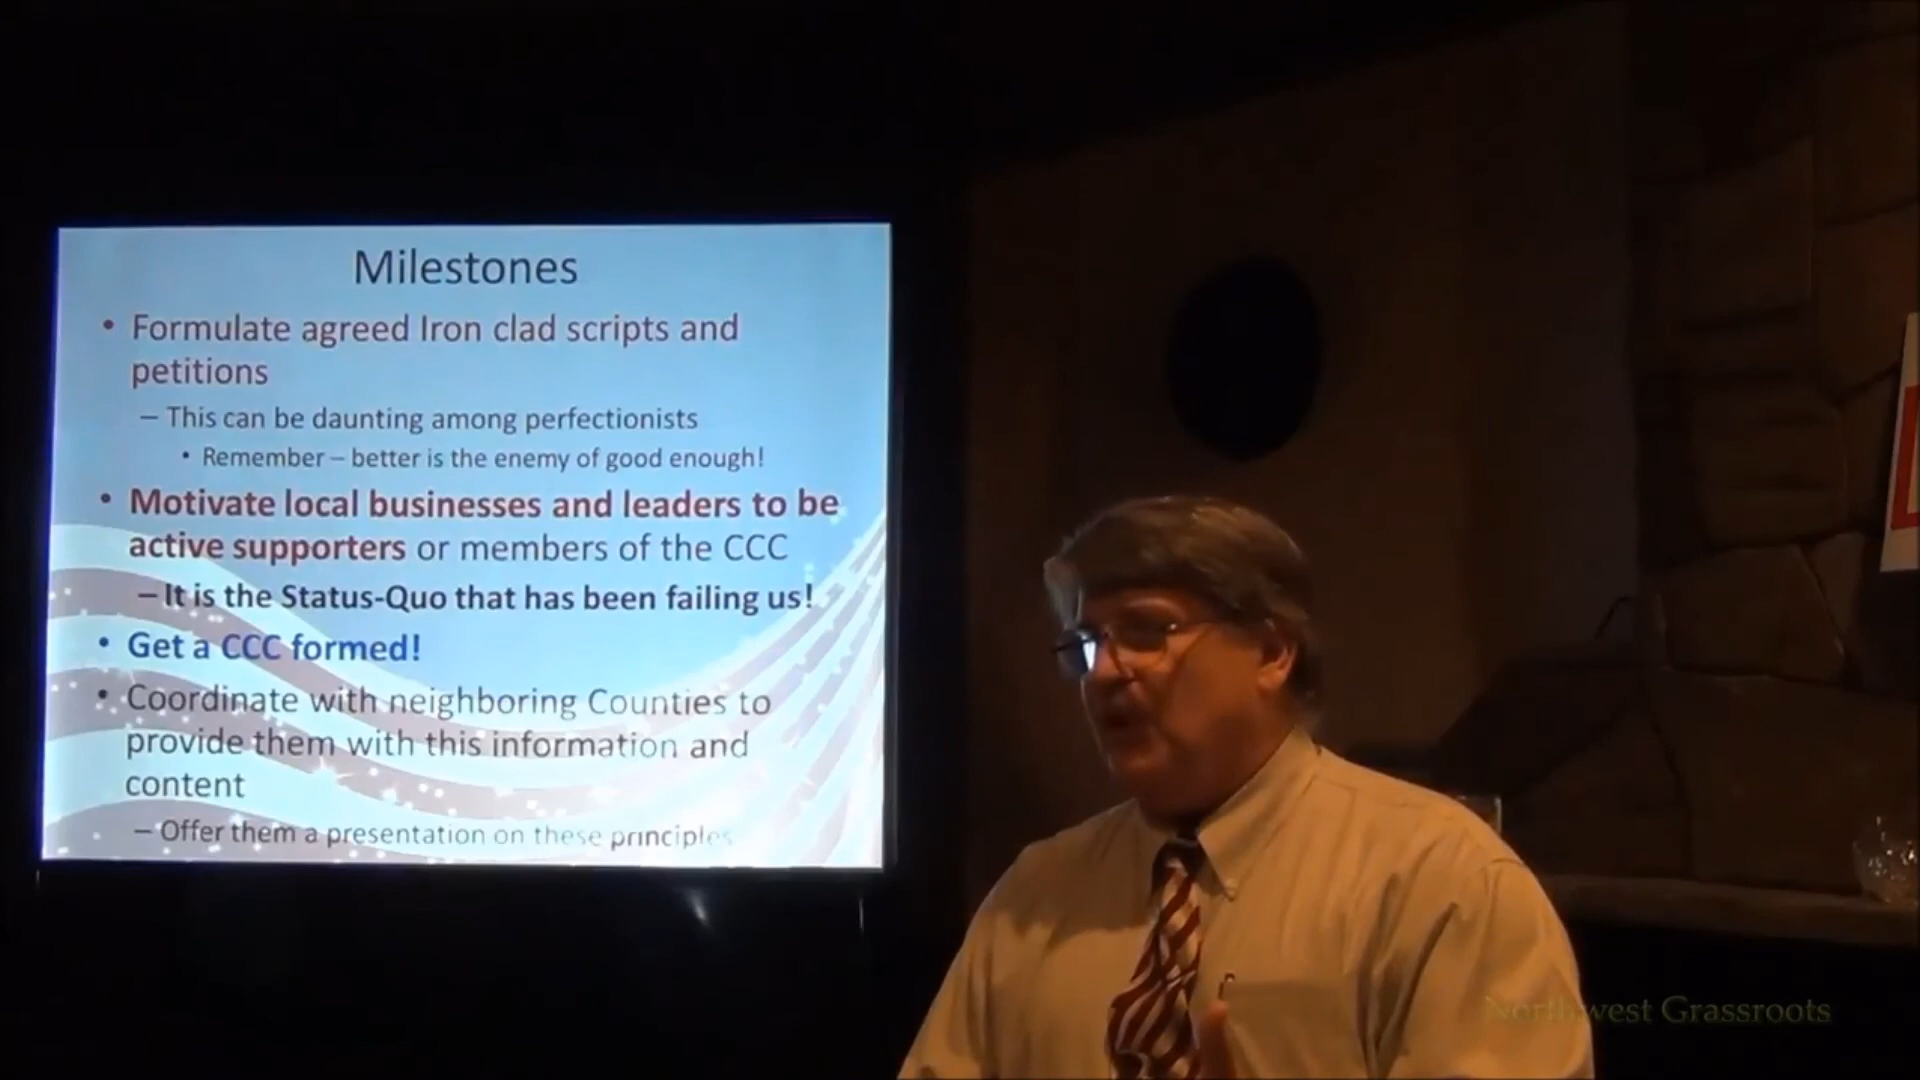 Milestones
• Formulate agreed Iron clad scripts and
petitions
– This can be daunting among perfectionists
• Remember – better is the enemy of good enough!
• Motivate local businesses and leaders to be
active supporters or members of the CCC
– It is the Status-Quo that has been failing us!
• Get a CCC formed!
• Coordinate with neighboring Counties to
provide them with this information and
content
– Offer them a presentation on these principles
Northwest Grassroots